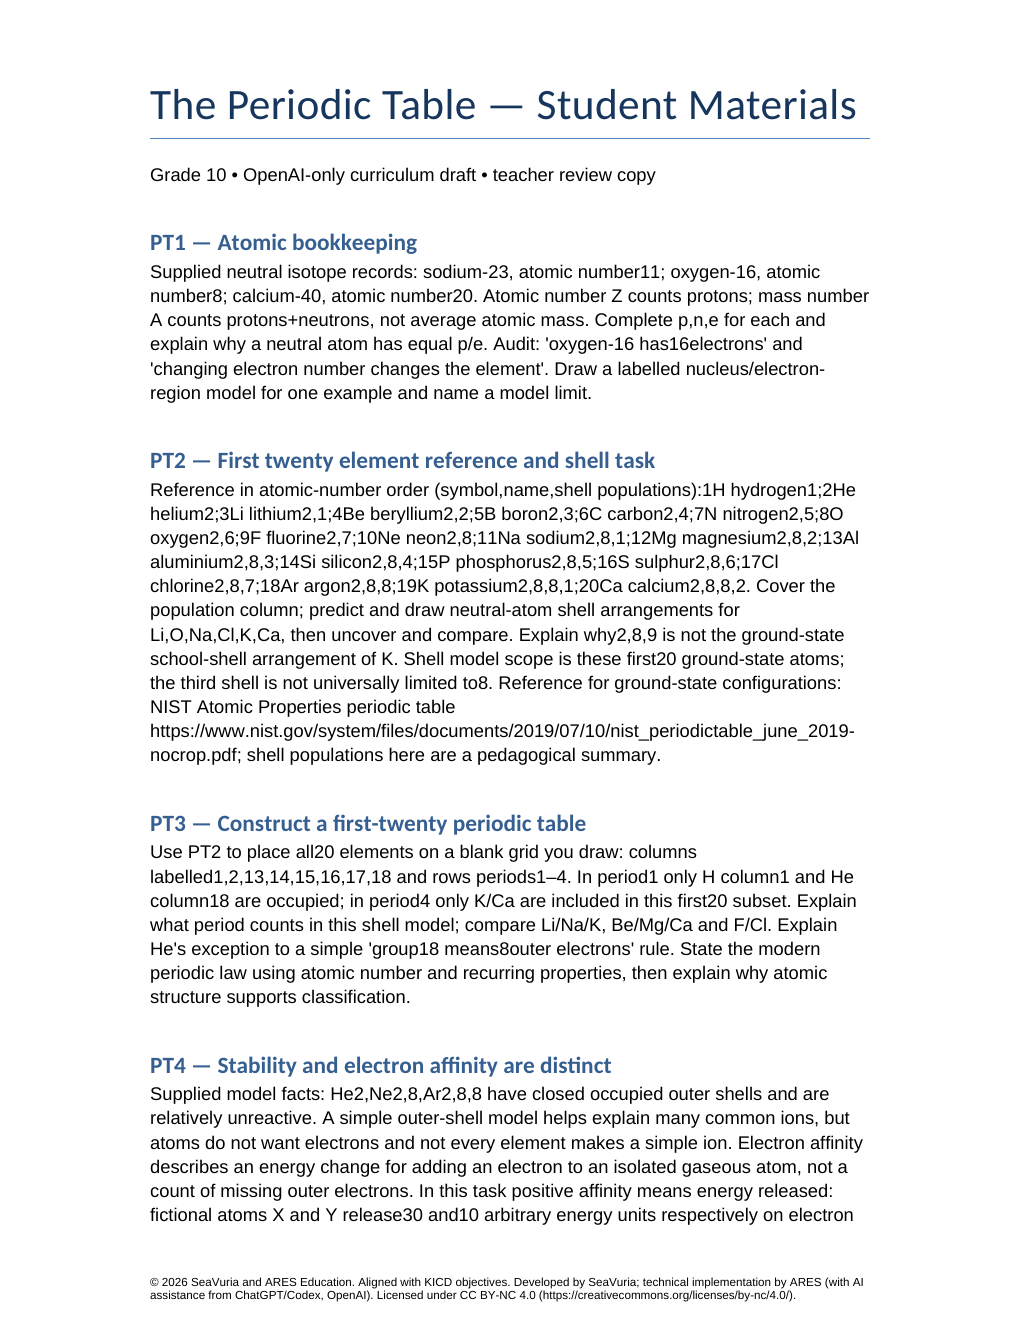 The Periodic Table — Student Materials
Grade 10 • OpenAI-only curriculum draft • teacher review copy
PT1 — Atomic bookkeeping
Supplied neutral isotope records: sodium-23, atomic number11; oxygen-16, atomic
number8; calcium-40, atomic number20. Atomic number Z counts protons; mass number
A counts protons+neutrons, not average atomic mass. Complete p,n,e for each and
explain why a neutral atom has equal p/e. Audit: 'oxygen-16 has16electrons' and
'changing electron number changes the element'. Draw a labelled nucleus/electron-
region model for one example and name a model limit.
PT2 — First twenty element reference and shell task
Reference in atomic-number order (symbol,name,shell populations):1H hydrogen1;2He
helium2;3Li lithium2,1;4Be beryllium2,2;5B boron2,3;6C carbon2,4;7N nitrogen2,5;8O
oxygen2,6;9F fluorine2,7;10Ne neon2,8;11Na sodium2,8,1;12Mg magnesium2,8,2;13Al
aluminium2,8,3;14Si silicon2,8,4;15P phosphorus2,8,5;16S sulphur2,8,6;17Cl
chlorine2,8,7;18Ar argon2,8,8;19K potassium2,8,8,1;20Ca calcium2,8,8,2. Cover the
population column; predict and draw neutral-atom shell arrangements for
Li,O,Na,Cl,K,Ca, then uncover and compare. Explain why2,8,9 is not the ground-state
school-shell arrangement of K. Shell model scope is these first20 ground-state atoms;
the third shell is not universally limited to8. Reference for ground-state configurations:
NIST Atomic Properties periodic table
https://www.nist.gov/system/files/documents/2019/07/10/nist_periodictable_june_2019-
nocrop.pdf; shell populations here are a pedagogical summary.
PT3 — Construct a first-twenty periodic table
Use PT2 to place all20 elements on a blank grid you draw: columns
labelled1,2,13,14,15,16,17,18 and rows periods1–4. In period1 only H column1 and He
column18 are occupied; in period4 only K/Ca are included in this first20 subset. Explain
what period counts in this shell model; compare Li/Na/K, Be/Mg/Ca and F/Cl. Explain
He's exception to a simple 'group18 means8outer electrons' rule. State the modern
periodic law using atomic number and recurring properties, then explain why atomic
structure supports classification.
PT4 — Stability and electron affinity are distinct
Supplied model facts: He2,Ne2,8,Ar2,8,8 have closed occupied outer shells and are
relatively unreactive. A simple outer-shell model helps explain many common ions, but
atoms do not want electrons and not every element makes a simple ion. Electron affinity
describes an energy change for adding an electron to an isolated gaseous atom, not a
count of missing outer electrons. In this task positive affinity means energy released:
fictional atoms X and Y release30 and10 arbitrary energy units respectively on electron
© 2026 SeaVuria and ARES Education. Aligned with KICD objectives. Developed by SeaVuria; technical implementation by ARES (with AI
assistance from ChatGPT/Codex, OpenAI). Licensed under CC BY-NC 4.0 (https://creativecommons.org/licenses/by-nc/4.0/).